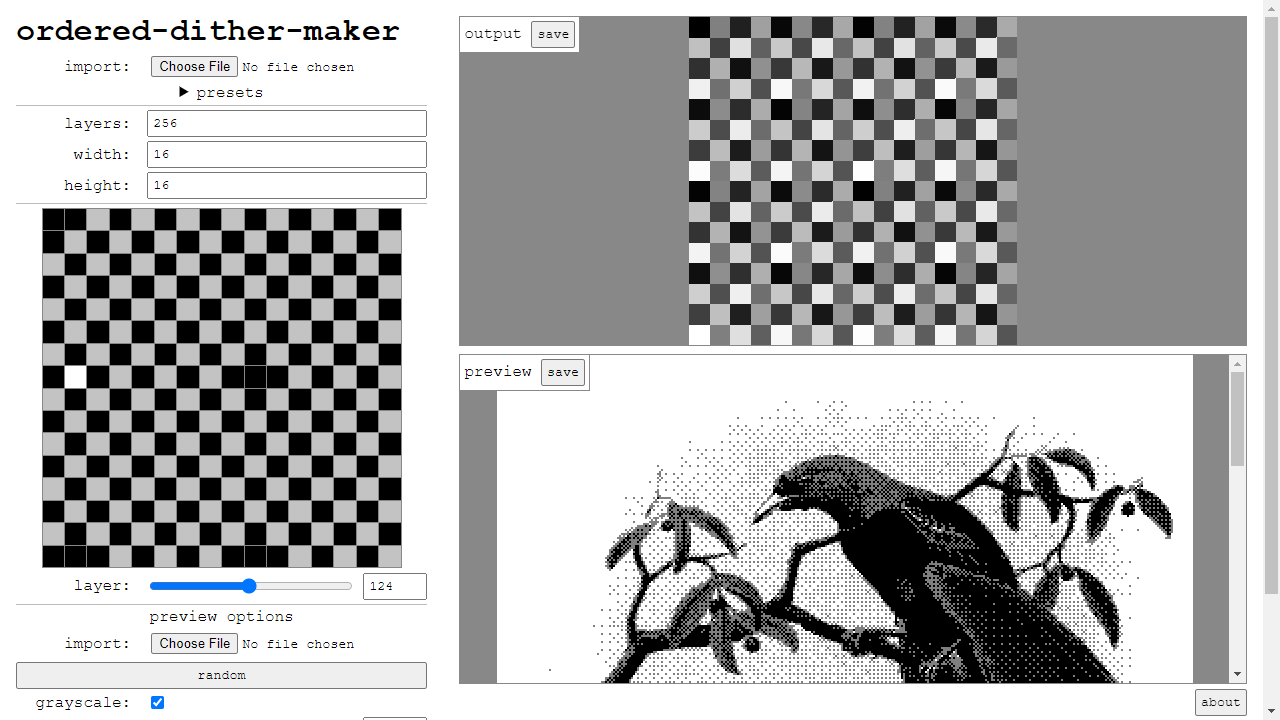 ordered-dither-maker
import: Choose File No file chosen
▶ presets
layers: 256
width: 16
height: 16
layer: 124
preview options
import: Choose File No file chosen
random
grayscale:
output save
preview save
about